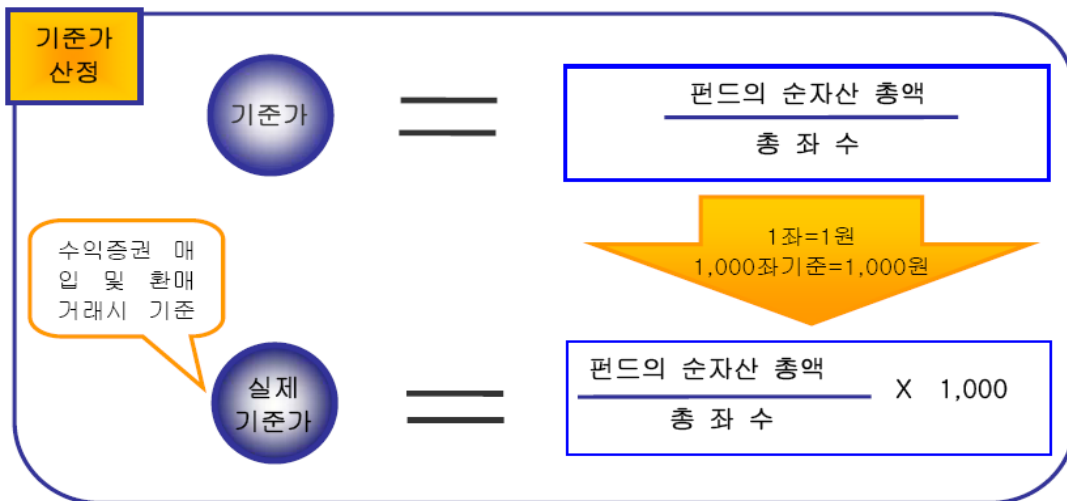 기준가
산정
기준가
펀드의 순자산 총액
총 좌 수
1좌=1원
1,000좌기준=1,000원
수익증권 매
입 및 환매
거래시 기준
실제
기준가
펀드의 순자산 총액
총 좌 수
X 1,000